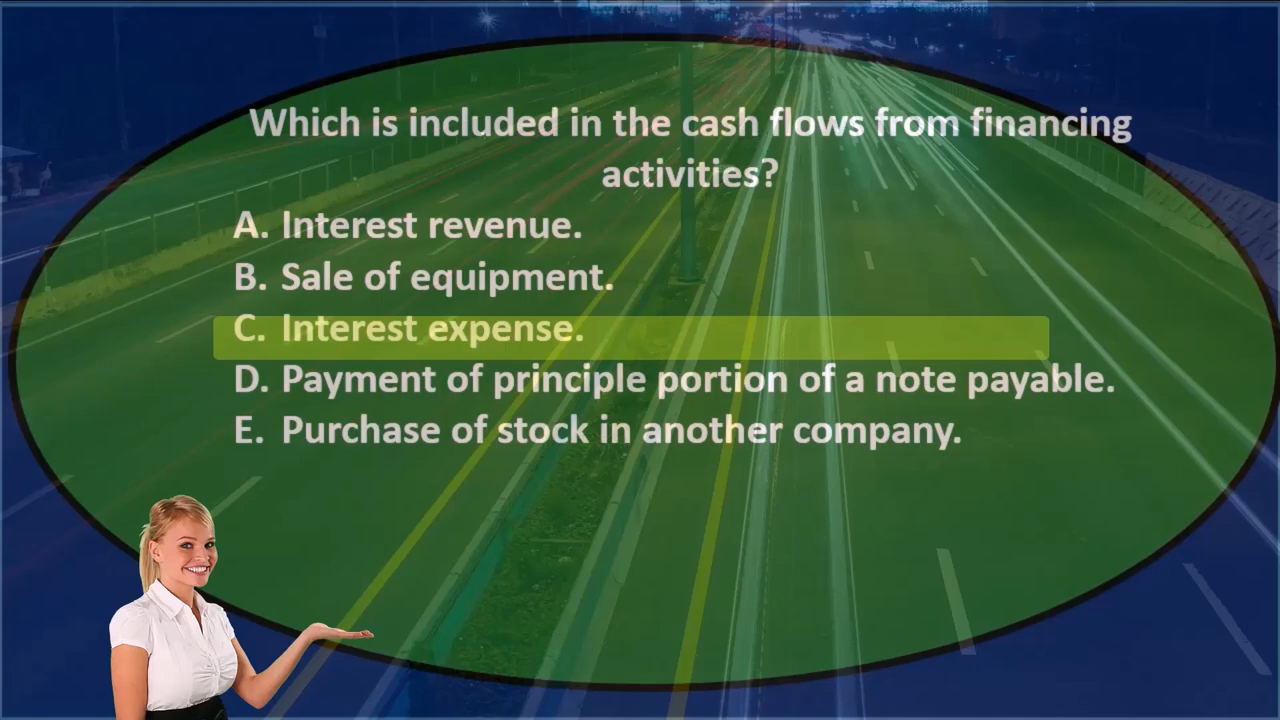 Which is included in the cash flows from financing
activities?
A. Interest revenue.
B. Sale of equipment.
C. Interest expense.
D. Payment of principle portion of a note payable.
E. Purchase of stock in another company.